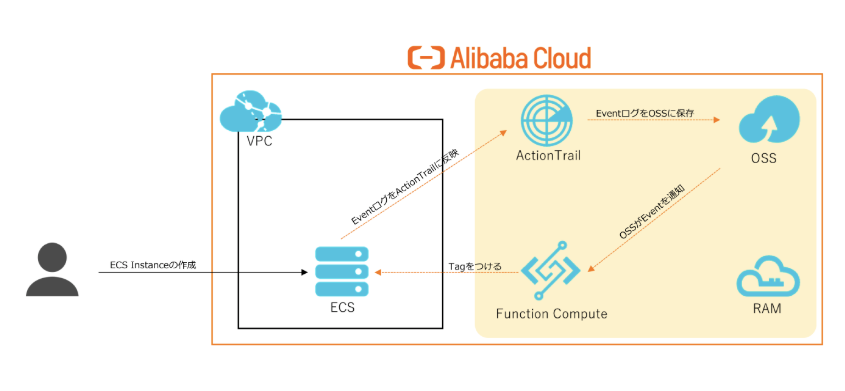 Alibaba Cloud
VPC
EventログをOSSに保存
ActionTrail
OSS
EventログをActionTrailに反映
OSSがEventを通知
ECS Instanceの作成
Tagをつける
ECS
Function Compute
RAM